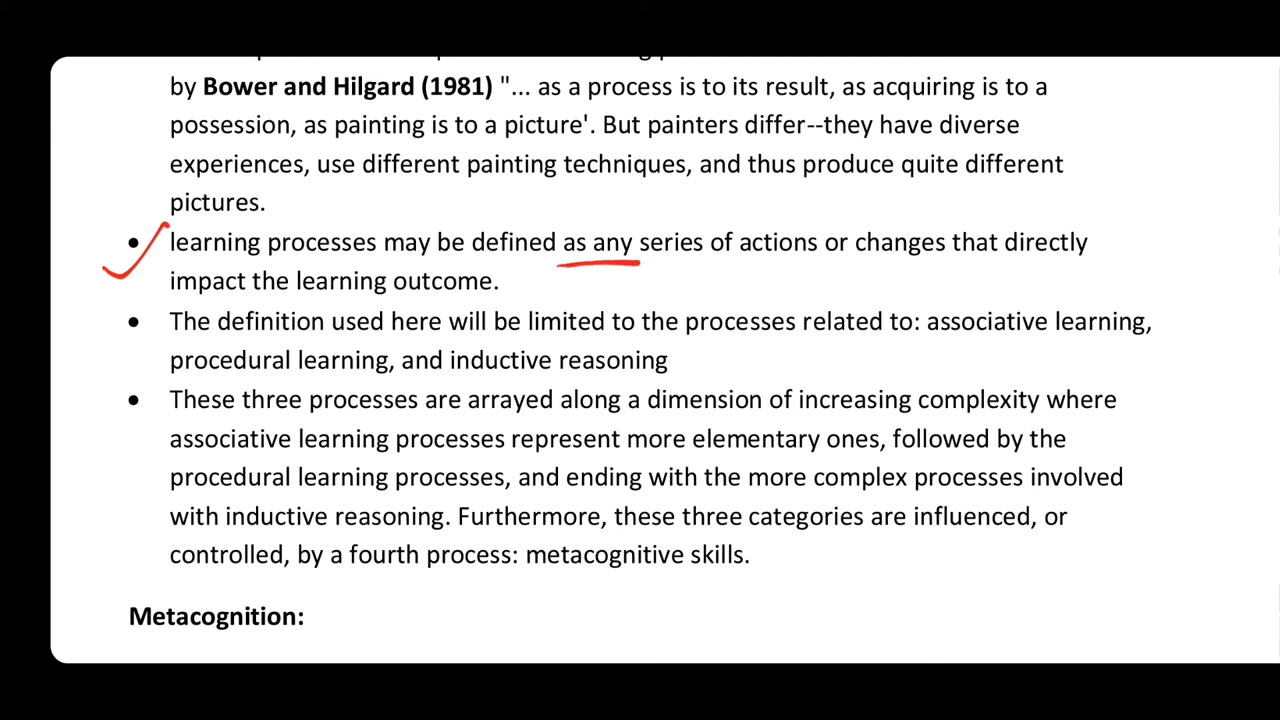 by Bower and Hilgard (1981) "... as a process is to its result, as acquiring is to a
possession, as painting is to a picture'. But painters differ--they have diverse
experiences, use different painting techniques, and thus produce quite different
pictures.
• learning processes may be defined as any series of actions or changes that directly
impact the learning outcome.
• The definition used here will be limited to the processes related to: associative learning,
procedural learning, and inductive reasoning
• These three processes are arrayed along a dimension of increasing complexity where
associative learning processes represent more elementary ones, followed by the
procedural learning processes, and ending with the more complex processes involved
with inductive reasoning. Furthermore, these three categories are influenced, or
controlled, by a fourth process: metacognitive skills.
Metacognition: